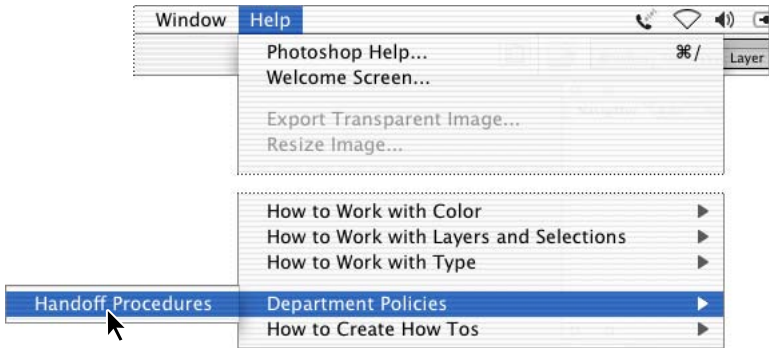 Window Help
Photoshop Help... ⌘/
Layer
Welcome Screen...
Export Transparent Image...
Resize Image...
How to Work with Color
How to Work with Layers and Selections
How to Work with Type
Handoff Procedures Department Policies
How to Create How Tos